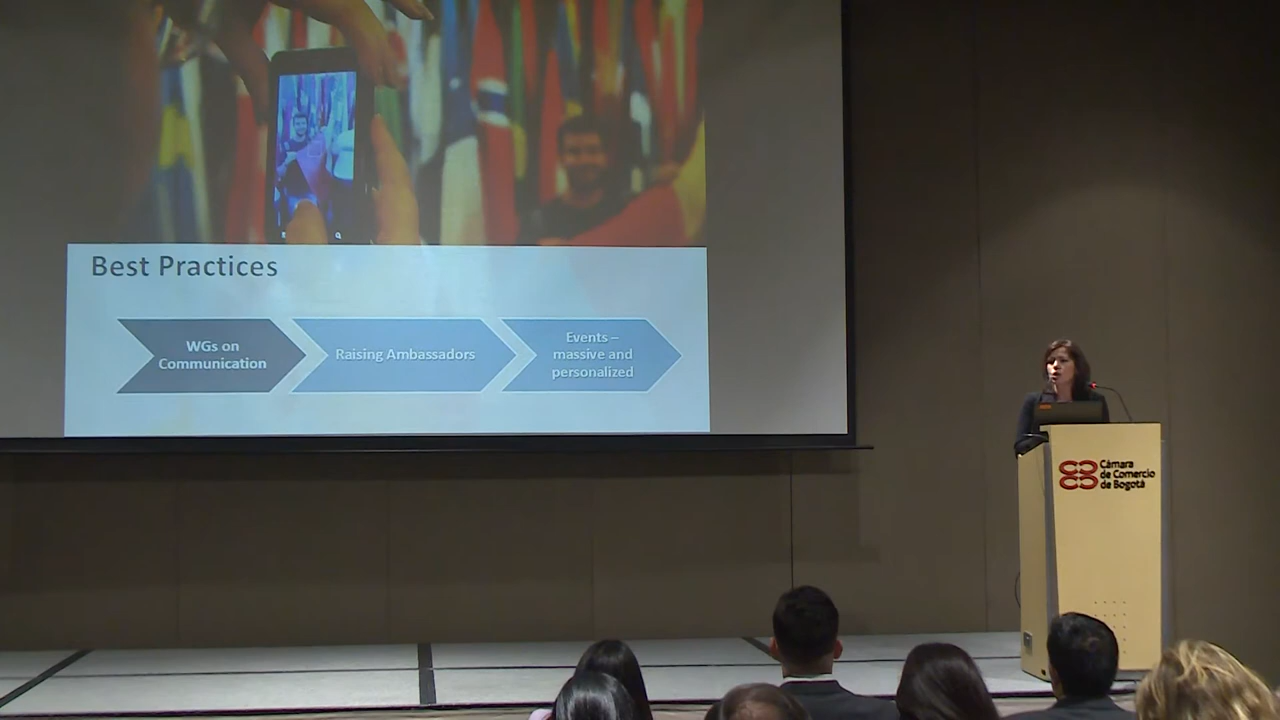 Best Practices
WGs on
Communication
Raising Ambassadors
Events –
massive and
personalized
Cámara
de Comercio
de Bogotá